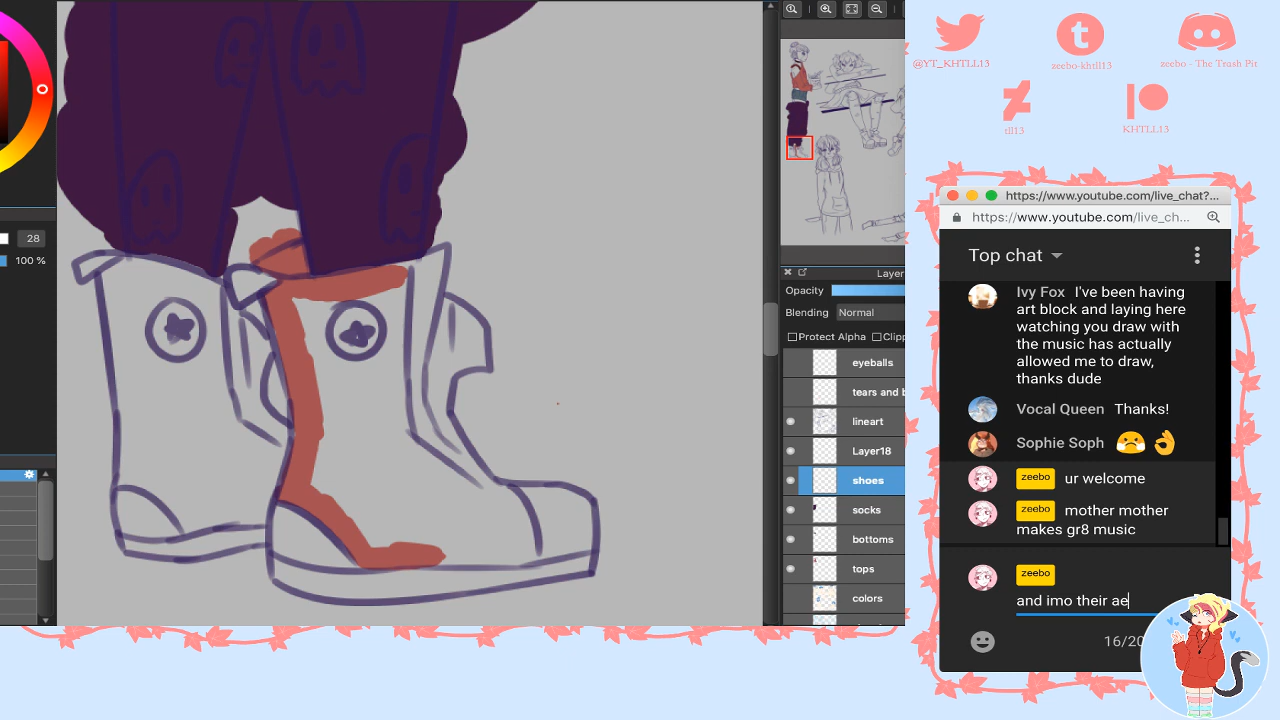 @YT_KHTLL13
zeebo-khtll13
zeebo - The Trash Pit
tll13
KHTLL13
28
100 %
Layer
Opacity
Blending Normal
Protect Alpha Clipp
eyeballs
tears and b
lineart
Layer18
shoes
socks
bottoms
tops
colors
https://www.youtube.com/live_chat?...
https://www.youtube.com/live_ch...
Top chat
Ivy Fox I've been having
art block and laying here
watching you draw with
the music has actually
allowed me to draw,
thanks dude
Vocal Queen Thanks!
Sophie Soph
zeebo ur welcome
zeebo mother mother
makes gr8 music
zeebo
and imo their ae
16/20